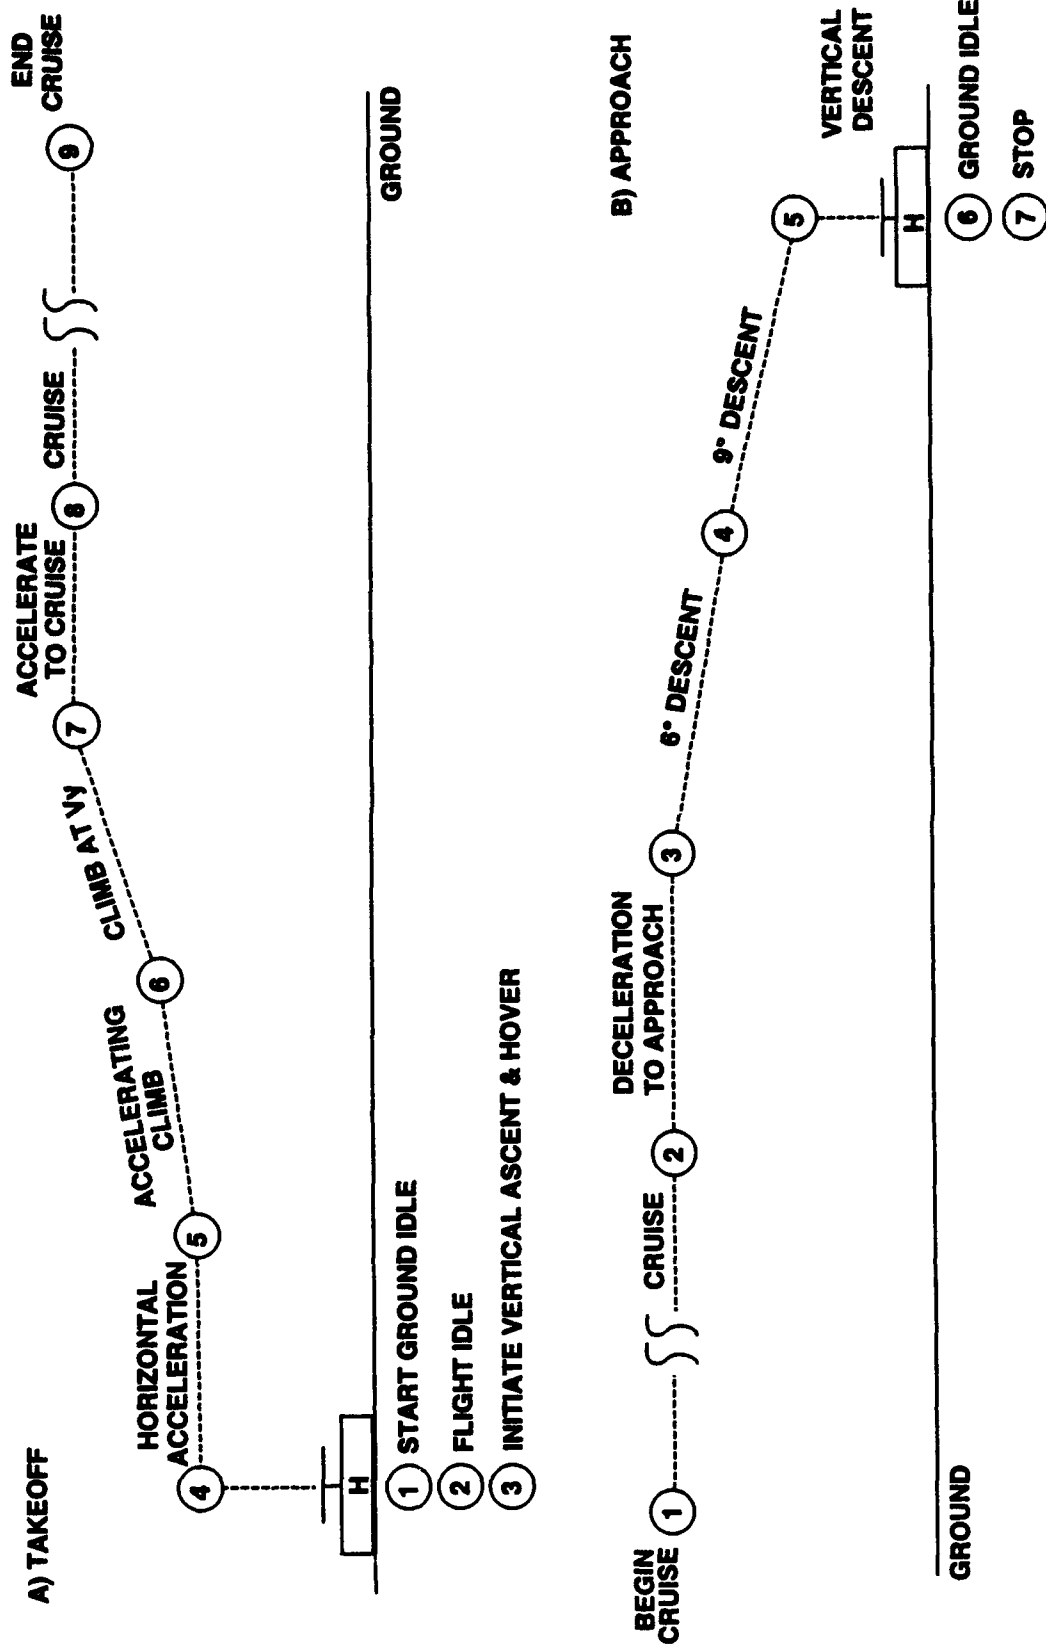 A) TAKEOFF
END
CRUISE
9
CRUISE
8
ACCELERATE
TO CRUISE
7
CLIMB AT Vy
6
ACCELERATING
CLIMB
5
HORIZONTAL
ACCELERATION
4
H
GROUND
1 START GROUND IDLE
2 FLIGHT IDLE
3 INITIATE VERTICAL ASCENT & HOVER
B) APPROACH
BEGIN
CRUISE
1
CRUISE
2
DECELERATION
TO APPROACH
3
6° DESCENT
4
9° DESCENT
5
VERTICAL
DESCENT
H
GROUND
6 GROUND IDLE
7 STOP